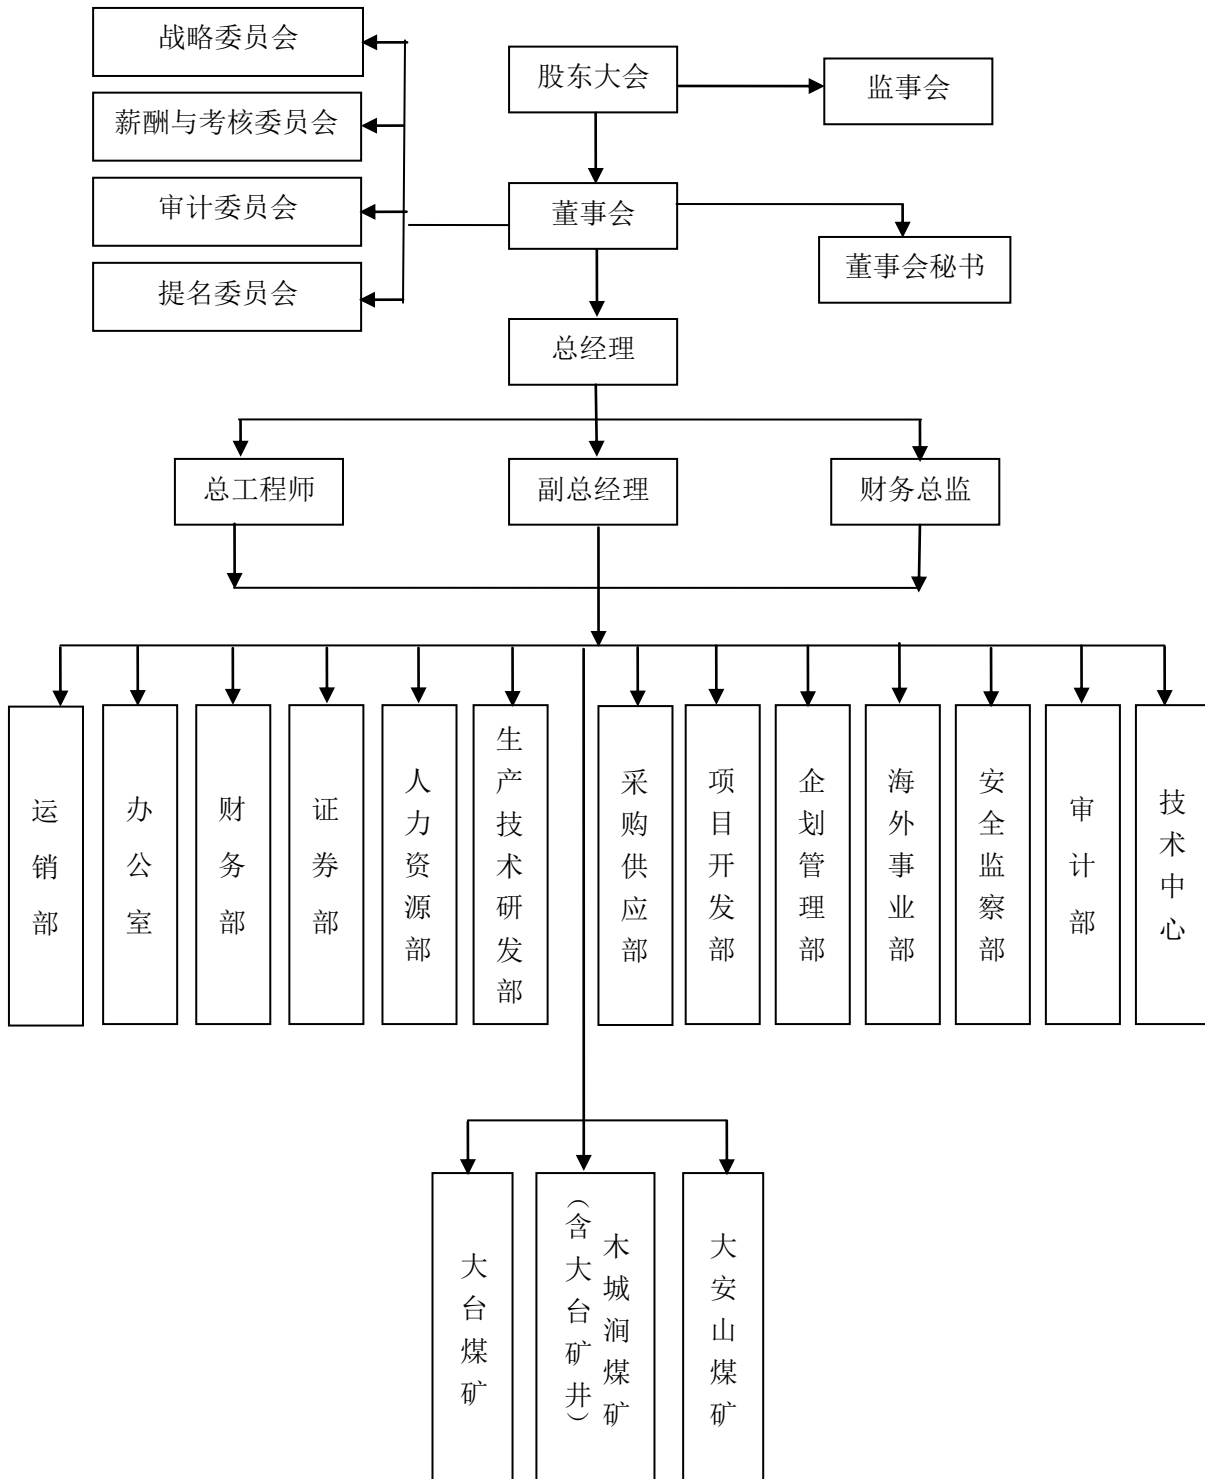 战略委员会
股东大会
监事会
薪酬与考核委员会
审计委员会
董事会
董事会秘书
提名委员会
总经理
总工程师
副总经理
财务总监
运销部
办公室
财务部
证券部
人力资源部
生产技术研发部
采购供应部
项目开发部
企划管理部
海外事业部
安全监察部
审计部
技术中心
大台煤矿
木城涧煤矿
（含大台矿井）
大安山煤矿